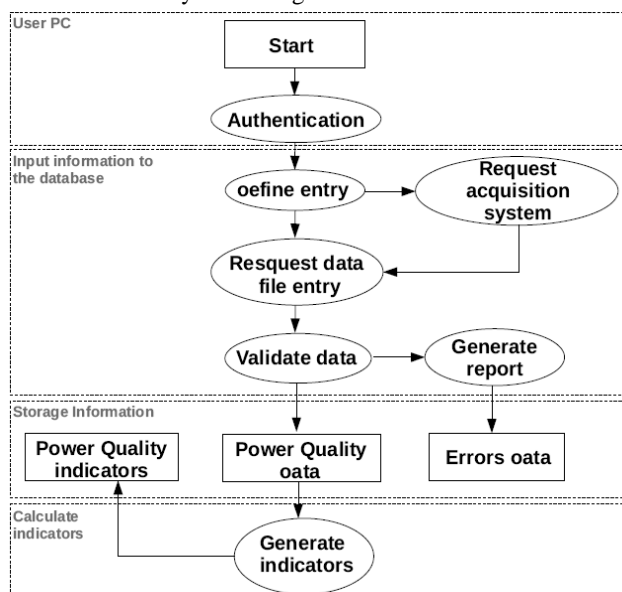 User PC
Start
Authentication
Input information to
the database
oefine entry
Request
acquisition
system
Resquest data
file entry
Validate data
Generate
report
Storage Information
Power Quality
indicators
Power Quality
oata
Errors oata
Calculate
indicators
Generate
indicators